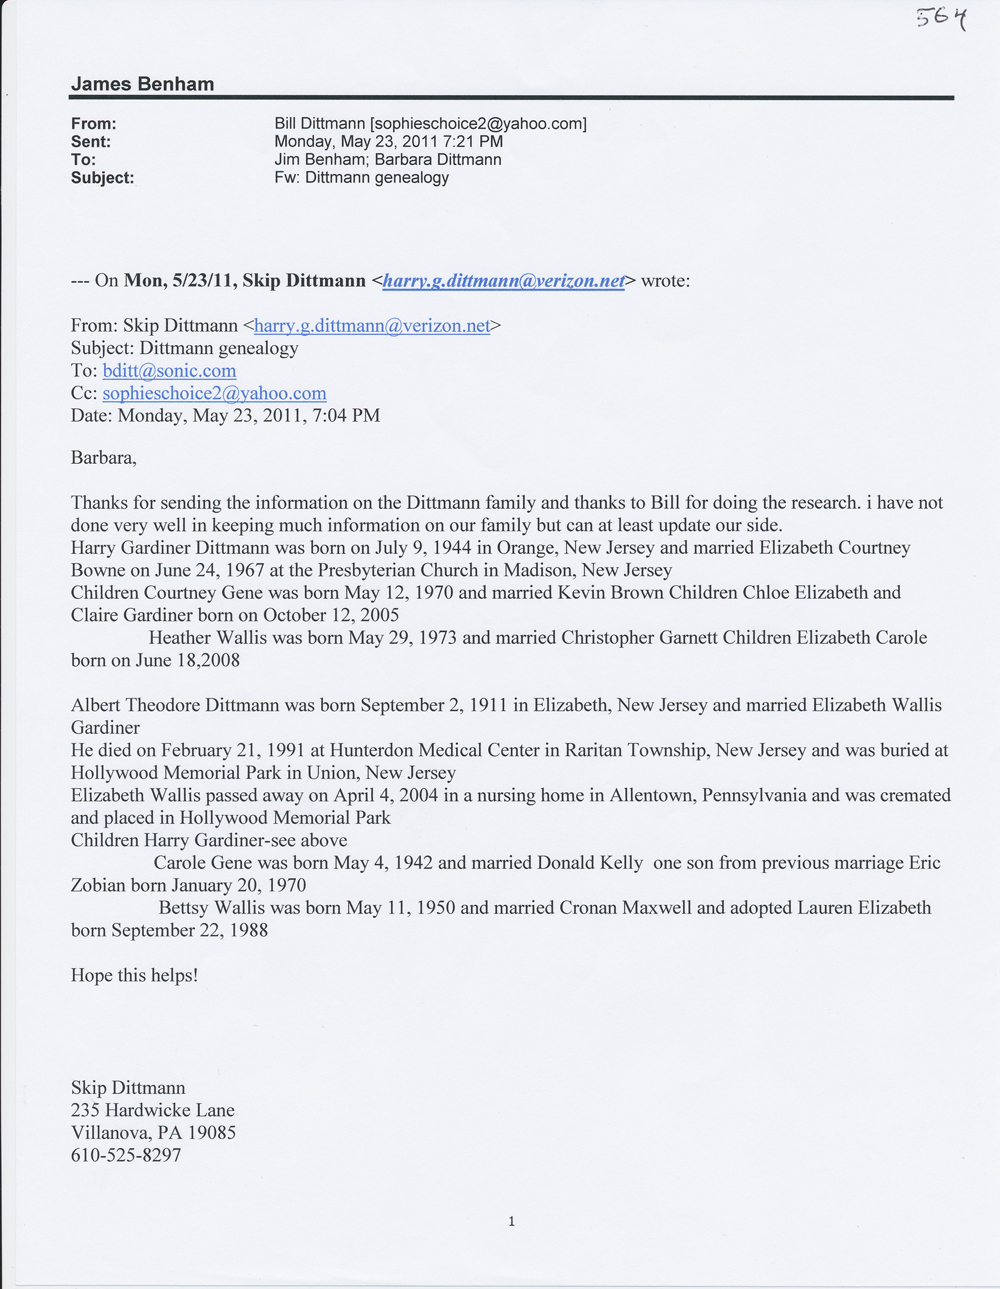 564
James Benham
From: Bill Dittmann [sophieschoice2@yahoo.com]
Sent: Monday, May 23, 2011 7:21 PM
To: Jim Benham; Barbara Dittmann
Subject: Fw: Dittmann genealogy
--- On Mon, 5/23/11, Skip Dittmann <harry.g.dittmann@verizon.net> wrote:
From: Skip Dittmann <harry.g.dittmann@verizon.net>
Subject: Dittmann genealogy
To: bditt@sonic.com
Cc: sophieschoice2@yahoo.com
Date: Monday, May 23, 2011, 7:04 PM
Barbara,
Thanks for sending the information on the Dittmann family and thanks to Bill for doing the research. i have not
done very well in keeping much information on our family but can at least update our side.
Harry Gardiner Dittmann was born on July 9, 1944 in Orange, New Jersey and married Elizabeth Courtney
Bowne on June 24, 1967 at the Presbyterian Church in Madison, New Jersey
Children Courtney Gene was born May 12, 1970 and married Kevin Brown Children Chloe Elizabeth and
Claire Gardiner born on October 12, 2005
Heather Wallis was born May 29, 1973 and married Christopher Garnett Children Elizabeth Carole
born on June 18,2008
Albert Theodore Dittmann was born September 2, 1911 in Elizabeth, New Jersey and married Elizabeth Wallis
Gardiner
He died on February 21, 1991 at Hunterdon Medical Center in Raritan Township, New Jersey and was buried at
Hollywood Memorial Park in Union, New Jersey
Elizabeth Wallis passed away on April 4, 2004 in a nursing home in Allentown, Pennsylvania and was cremated
and placed in Hollywood Memorial Park
Children Harry Gardiner-see above
Carole Gene was born May 4, 1942 and married Donald Kelly one son from previous marriage Eric
Zobian born January 20, 1970
Bettsy Wallis was born May 11, 1950 and married Cronan Maxwell and adopted Lauren Elizabeth
born September 22, 1988
Hope this helps!
Skip Dittmann
235 Hardwicke Lane
Villanova, PA 19085
610-525-8297
1